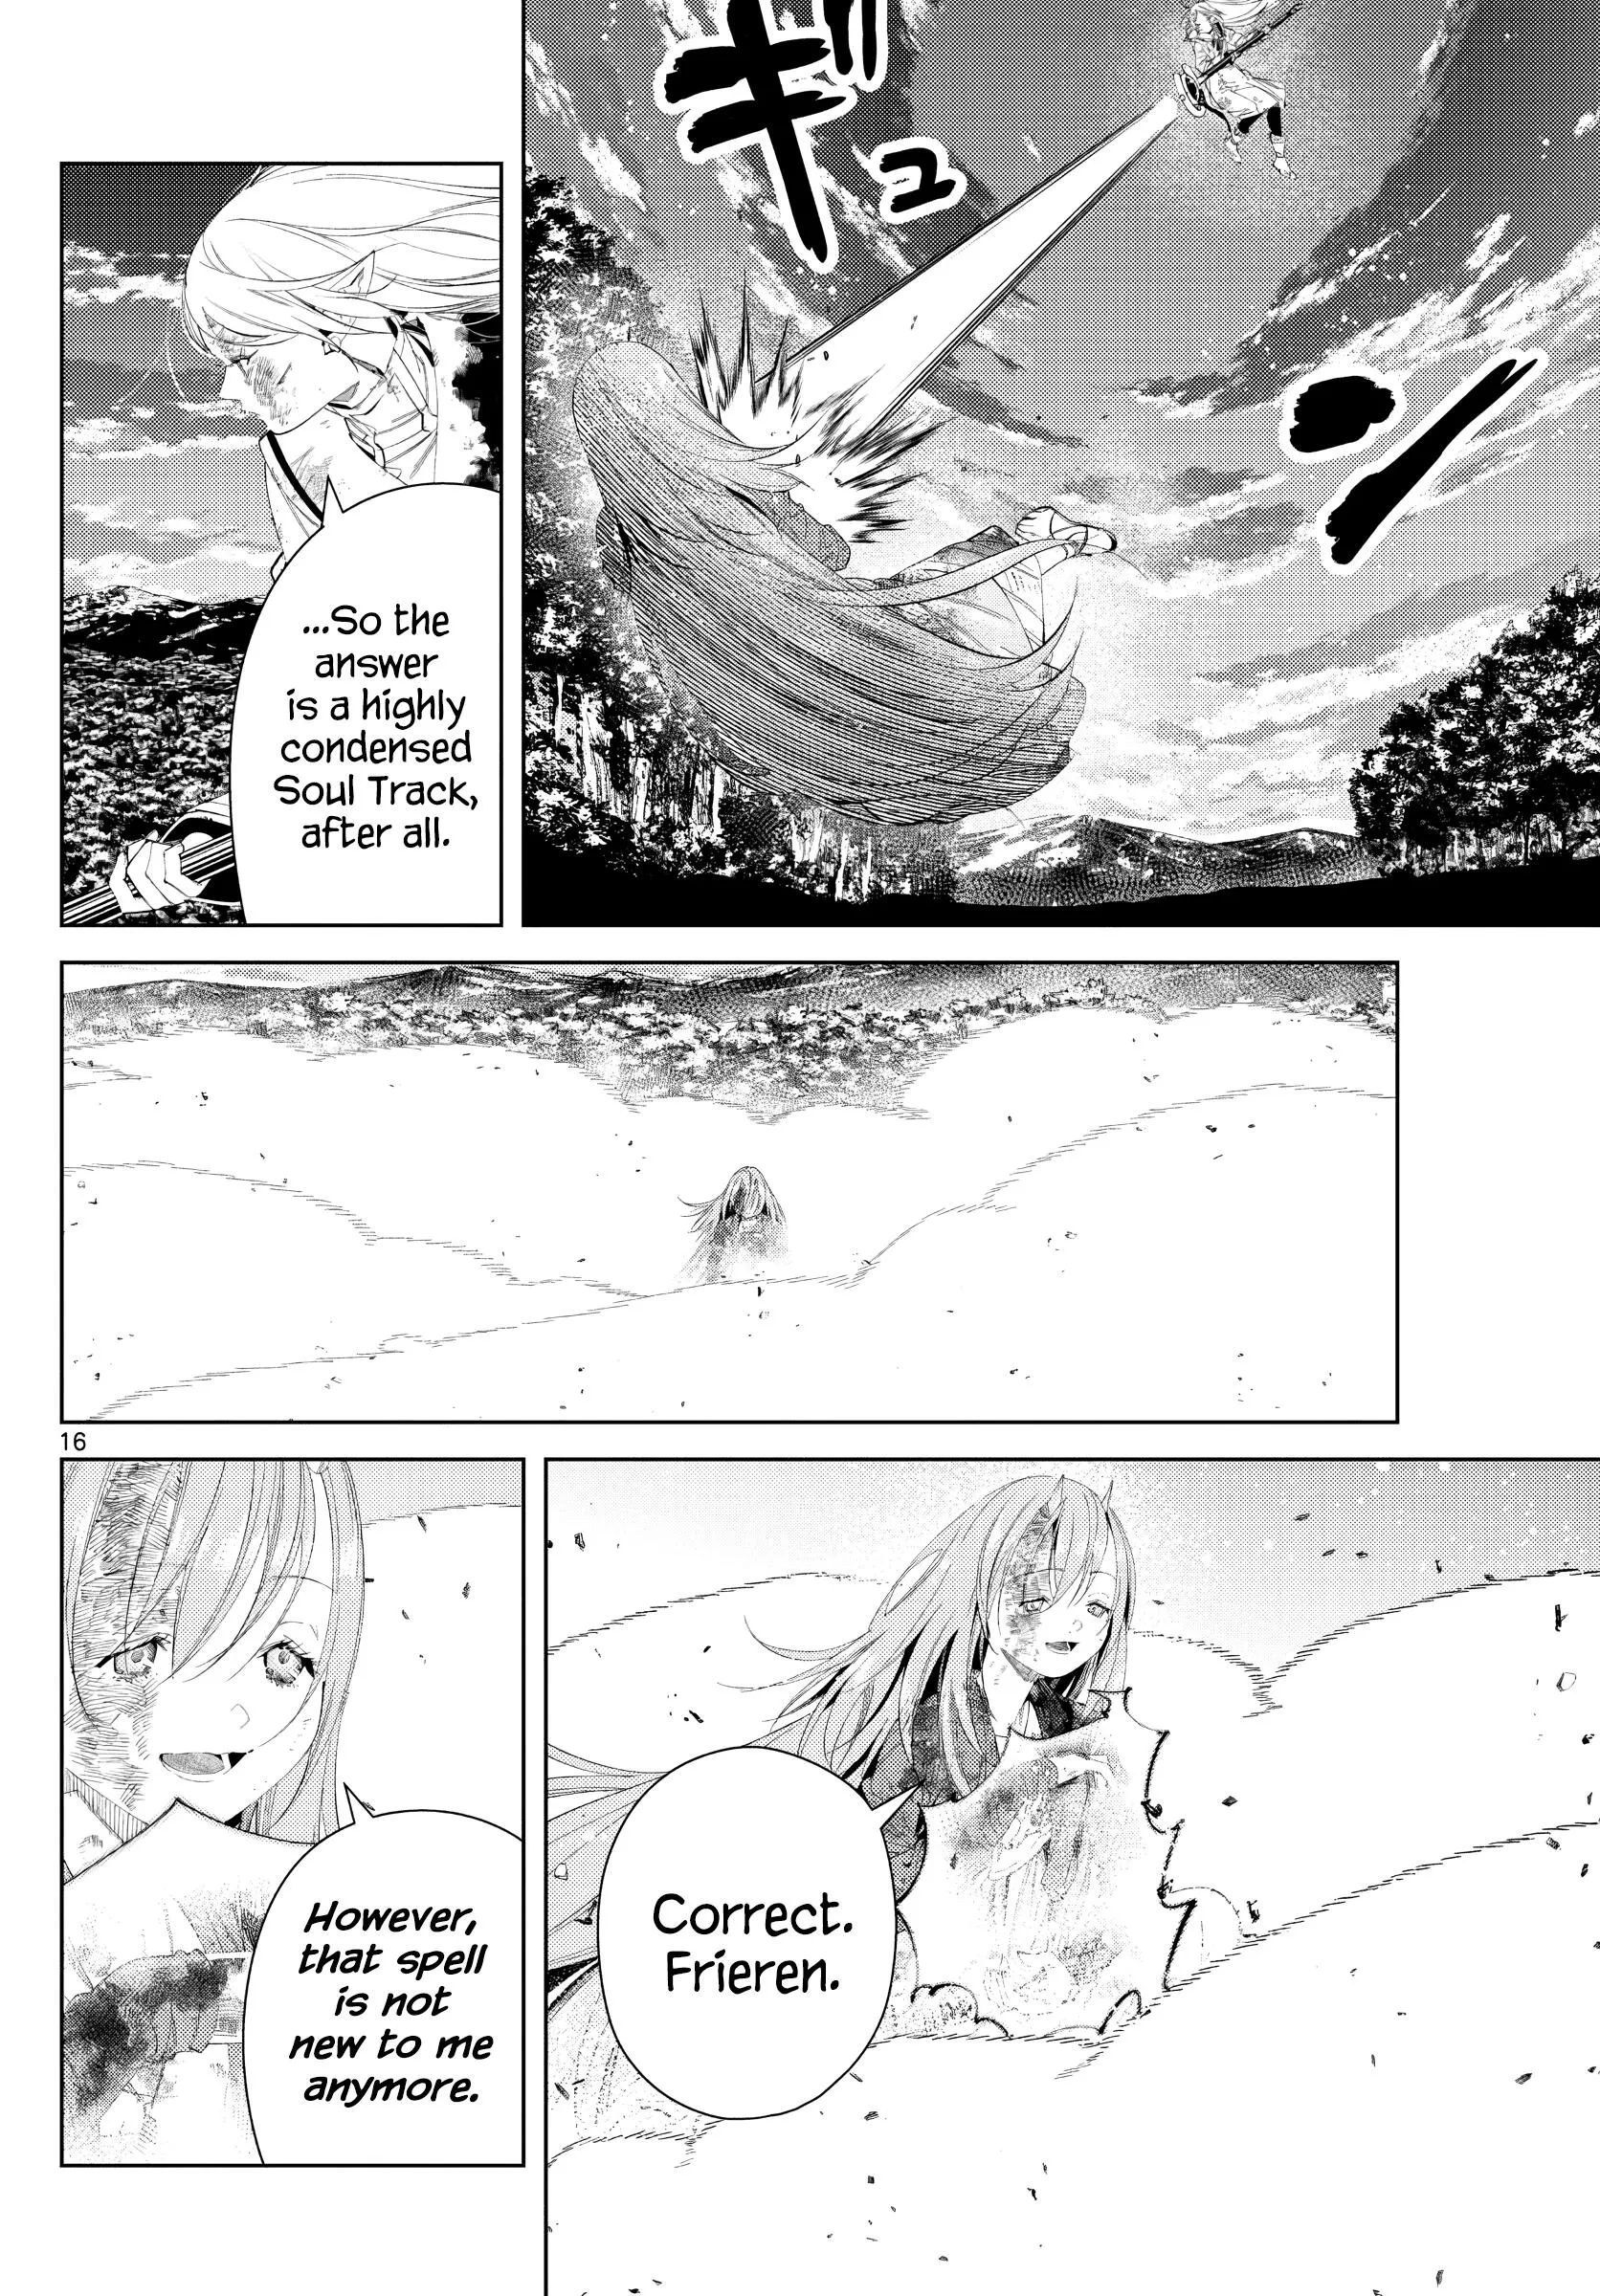 ギュ
ン
...So the
answer
is a highly
condensed
Soul Track,
after all.
16
Correct.
Frieren.
However,
that spell
is not
new to me
anymore.